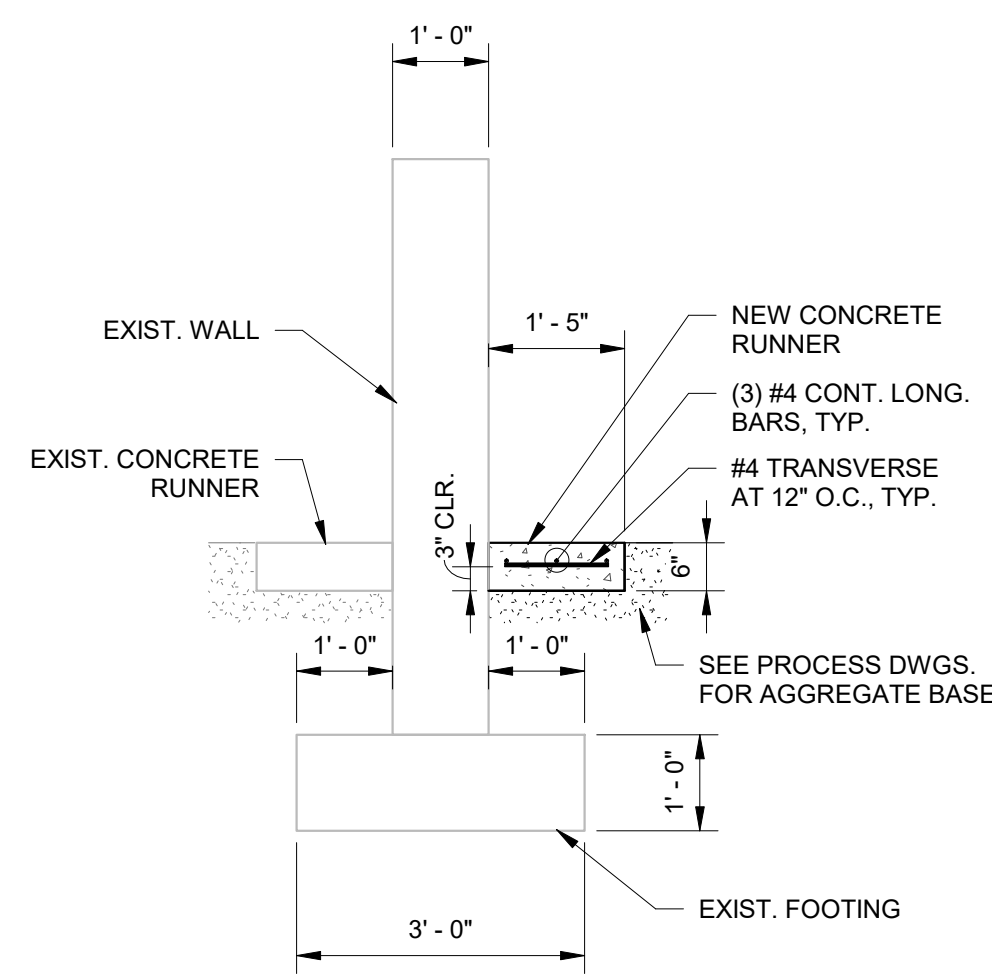 1' - 0"
EXIST. WALL
1' - 5"
NEW CONCRETE
RUNNER
(3) #4 CONT. LONG.
BARS, TYP.
EXIST. CONCRETE
RUNNER
#4 TRANSVERSE
AT 12" O.C., TYP.
3" CLR.
6"
1' - 0"
1' - 0"
SEE PROCESS DWGS.
FOR AGGREGATE BASE
1' - 0"
EXIST. FOOTING
3' - 0"